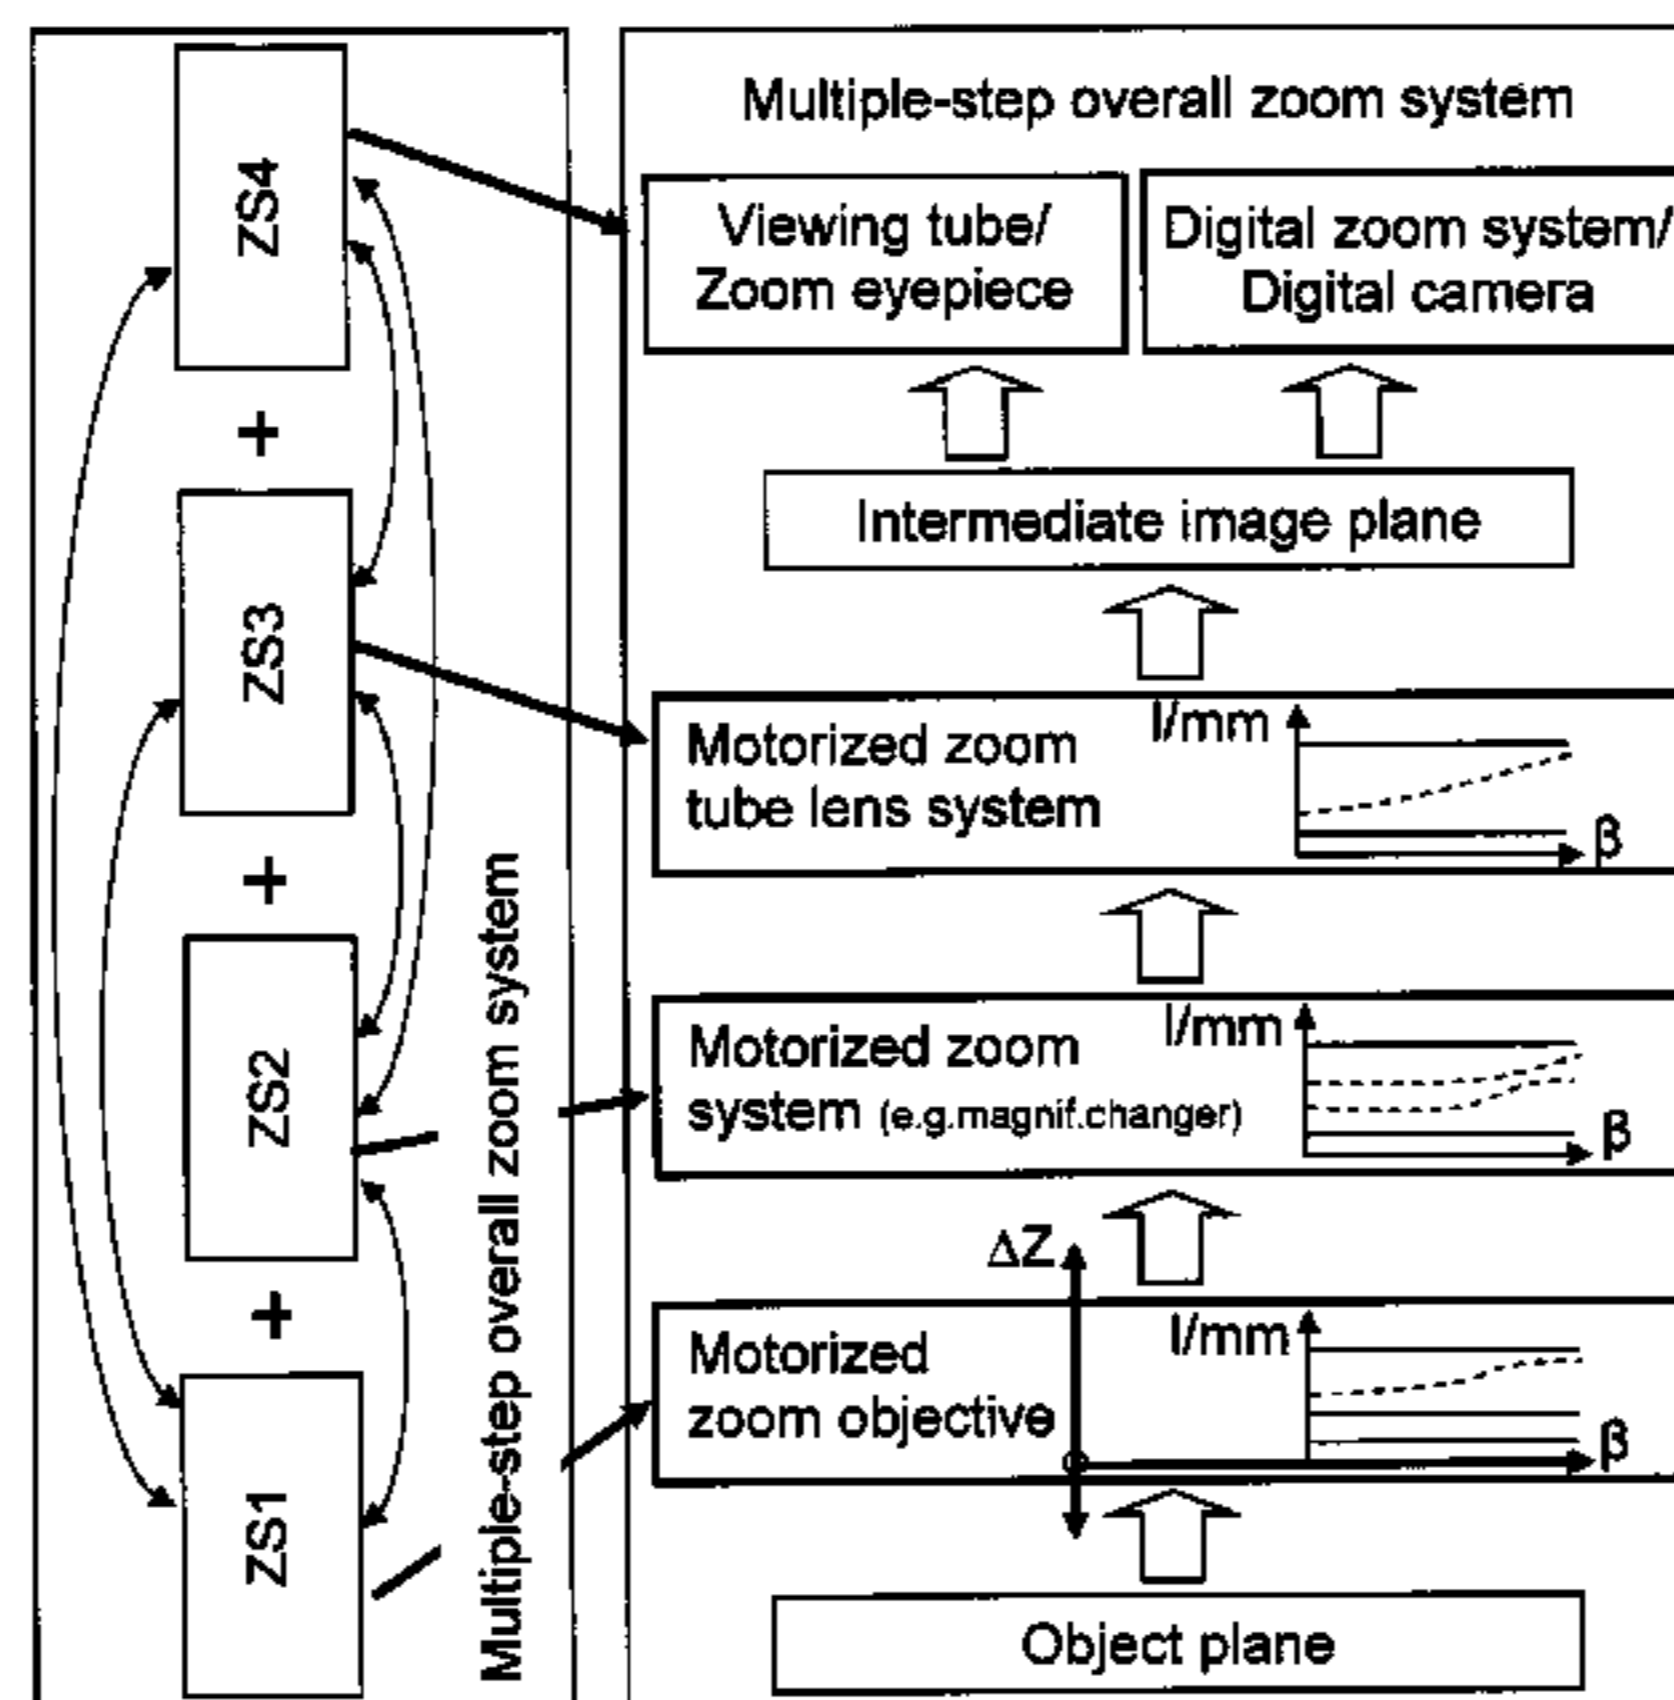 ZS4
+
ZS3
+
ZS2
+
ZS1
Multiple-step overall zoom system
Multiple-step overall zoom system
Viewing tube/
Zoom eyepiece
Digital zoom system/
Digital camera
Intermediate image plane
Motorized zoom
tube lens system
l/mm
β
Motorized zoom
system (e.g.magnif.changer)
l/mm
β
ΔZ
Motorized
zoom objective
l/mm
β
Object plane